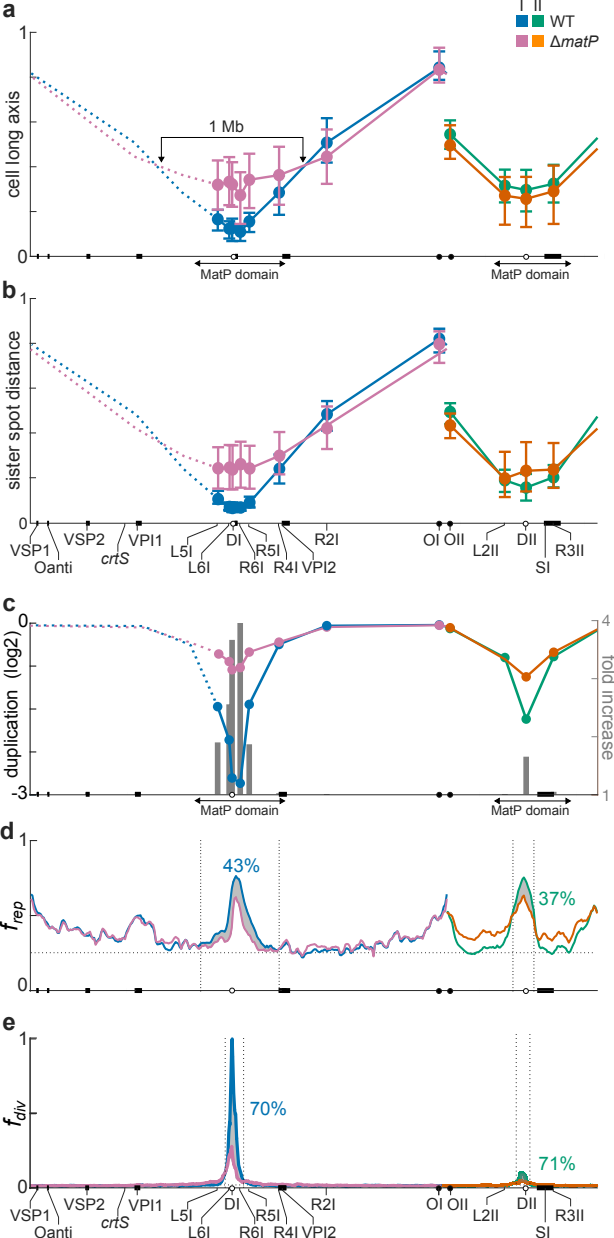 a
I II
WT
ΔmatP
1
cell long axis
1 Mb
0
MatP domain
MatP domain
b
1
sister spot distance
0
VSP1
Oanti
VSP2
crtS
VPI1
L5I
L6I
DI
R6I
R5I
R4I
VPI2
R2I
OI
OII
L2II
DII
SI
R3II
c
0
4
duplication (log2)
fold increase
-3
1
MatP domain
MatP domain
d
1
43%
frep
37%
0
e
1
fdiv
70%
71%
0
VSP1
Oanti
VSP2
crtS
VPI1
L5I
L6I
DI
R6I
R5I
R4I
VPI2
R2I
OI
OII
L2II
DII
SI
R3II